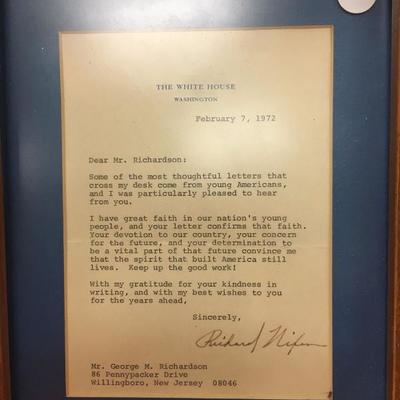 THE WHITE HOUSE
WASHINGTON
February 7, 1972
Dear Mr. Richardson:
Some of the most thoughtful letters that
cross my desk come from young Americans,
and I was particularly pleased to hear
from you.
I have great faith in our nation's young
people, and your letter confirms that faith.
Your devotion to our country, your concern
for the future, and your determination to
be a vital part of that future convince me
that the spirit that built America still
lives. Keep up the good work!
With my gratitude for your kindness in
writing, and with my best wishes to you
for the years ahead,
Sincerely,
Richard Nixon
Mr. George M. Richardson
86 Pennypacker Drive
Willingboro, New Jersey 08046